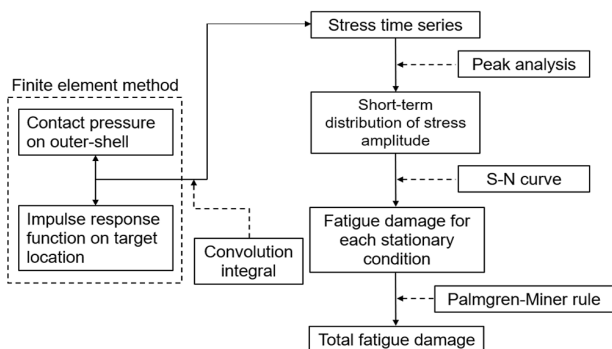 Stress time series
Peak analysis
Finite element method
Contact pressure
on outer-shell
Short-term
distribution of stress
amplitude
S-N curve
Impulse response
function on target
location
Convolution
integral
Fatigue damage for
each stationary
condition
Palmgren-Miner rule
Total fatigue damage